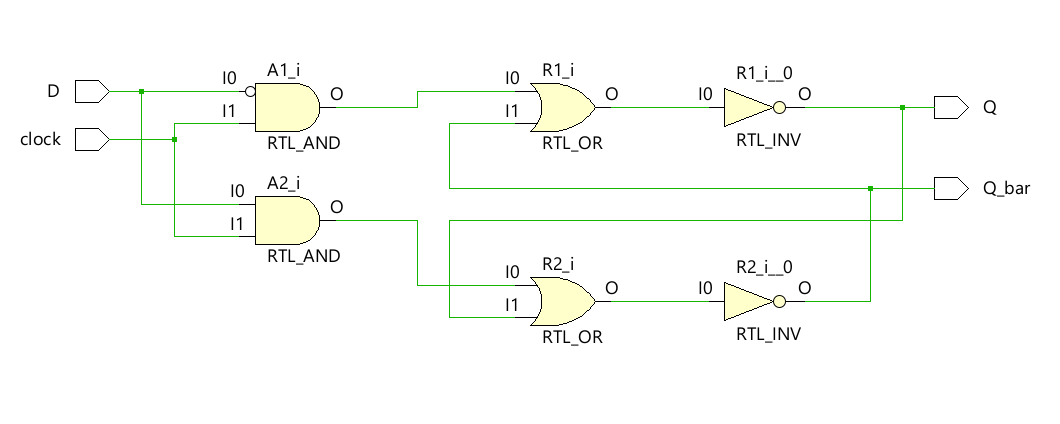 D
clock
I0
I1
A1_i
O
RTL_AND
I0
I1
A2_i
O
RTL_AND
I0
I1
R1_i
O
RTL_OR
I0
R1_i__0
O
RTL_INV
Q
Q_bar
I0
I1
R2_i
O
RTL_OR
I0
R2_i__0
O
RTL_INV